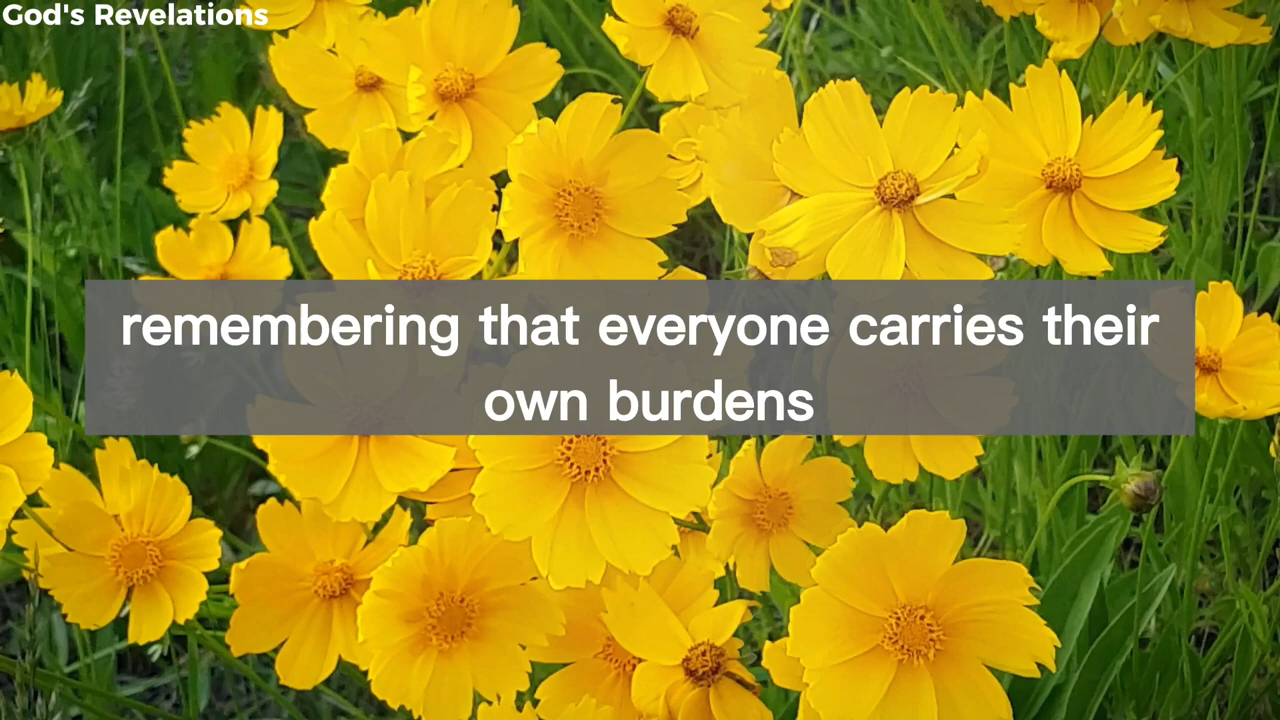 God's Revelations
remembering that everyone carries their
own burdens